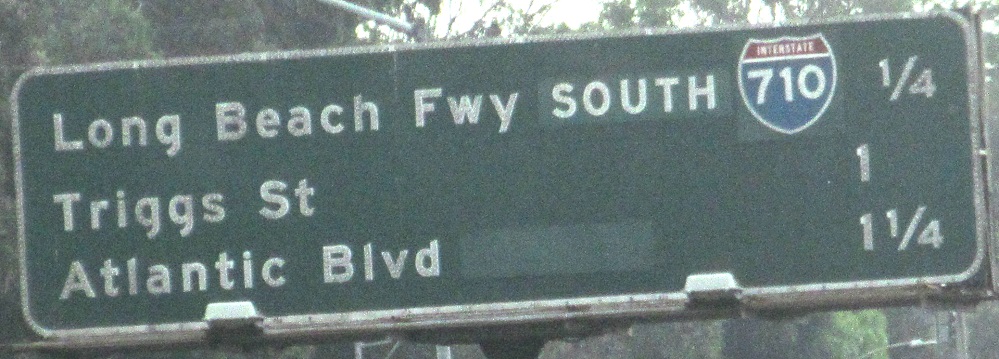 Long Beach Fwy SOUTH INTERSTATE 710 1/4
Triggs St 1
Atlantic Blvd 1 1/4